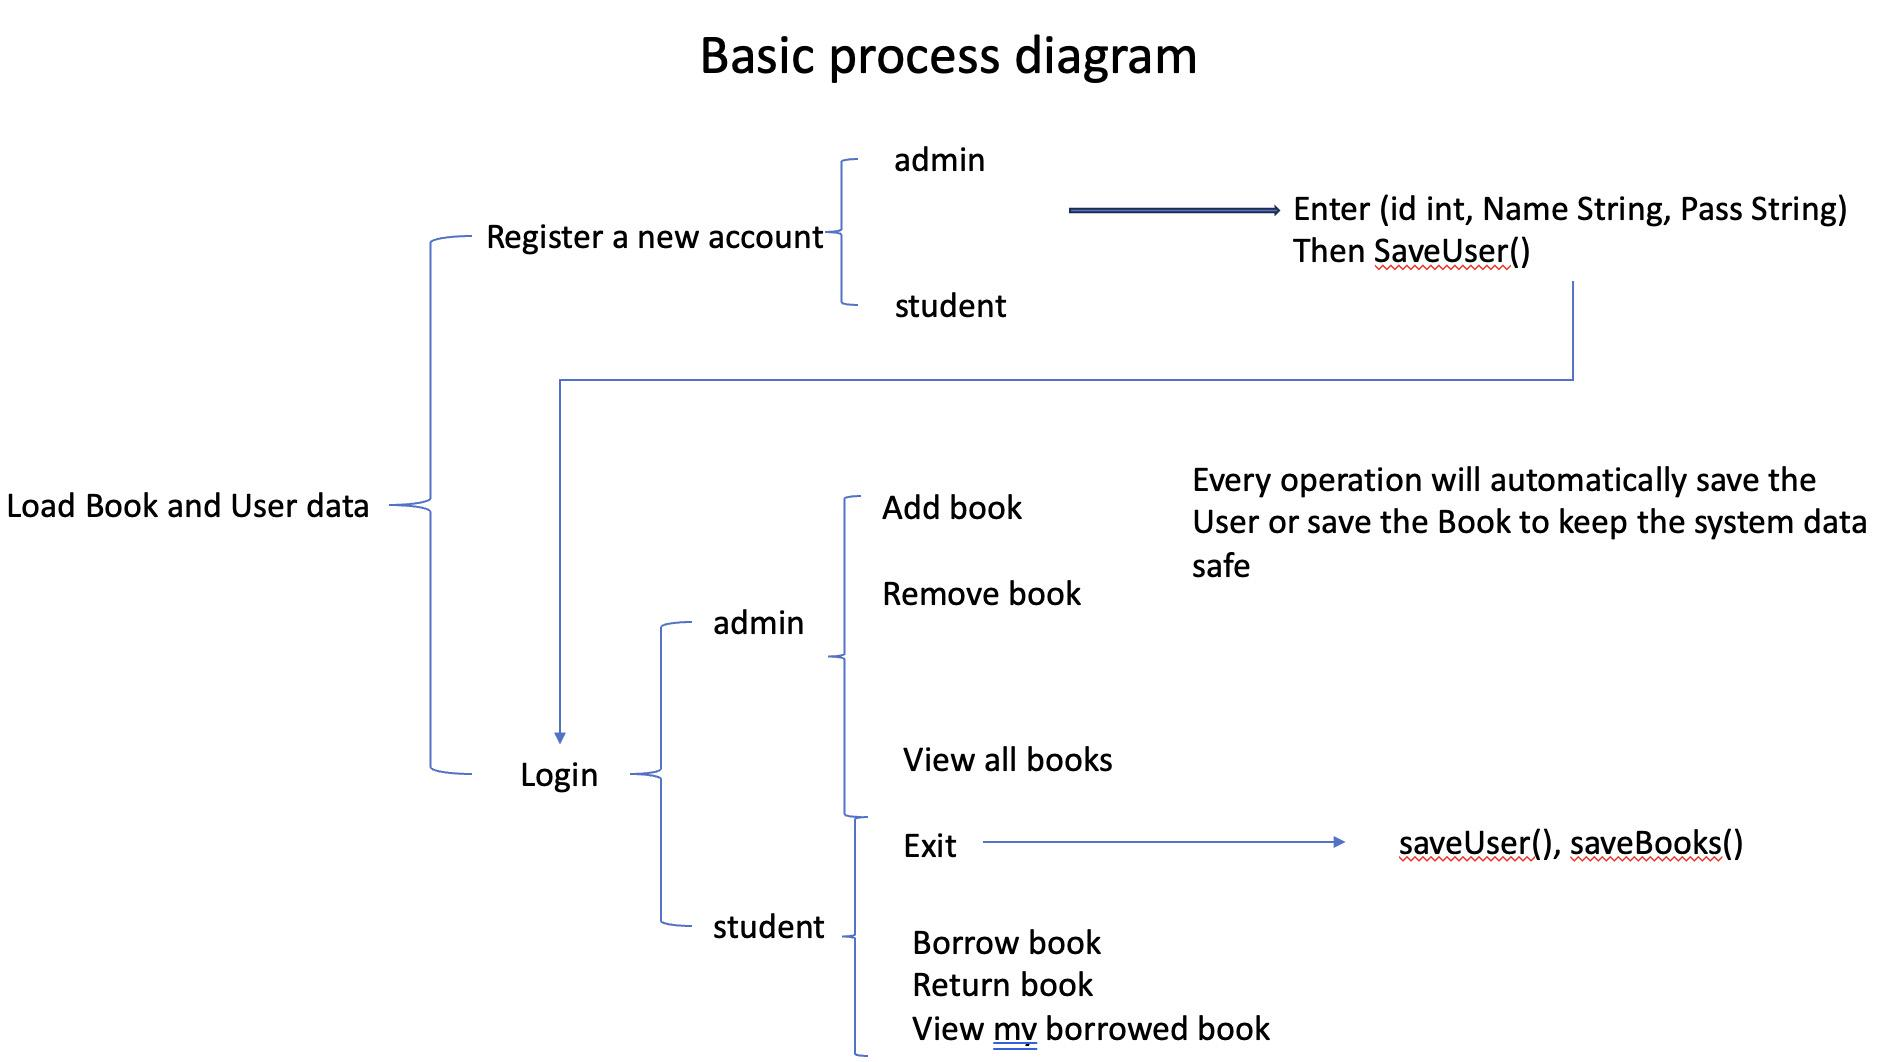 Basic process diagram
admin
Register a new account
Enter (id int, Name String, Pass String)
Then SaveUser()
student
Load Book and User data
Every operation will automatically save the
User or save the Book to keep the system data
safe
Add book
Remove book
admin
View all books
Login
Exit
saveUser(), saveBooks()
student
Borrow book
Return book
View my borrowed book